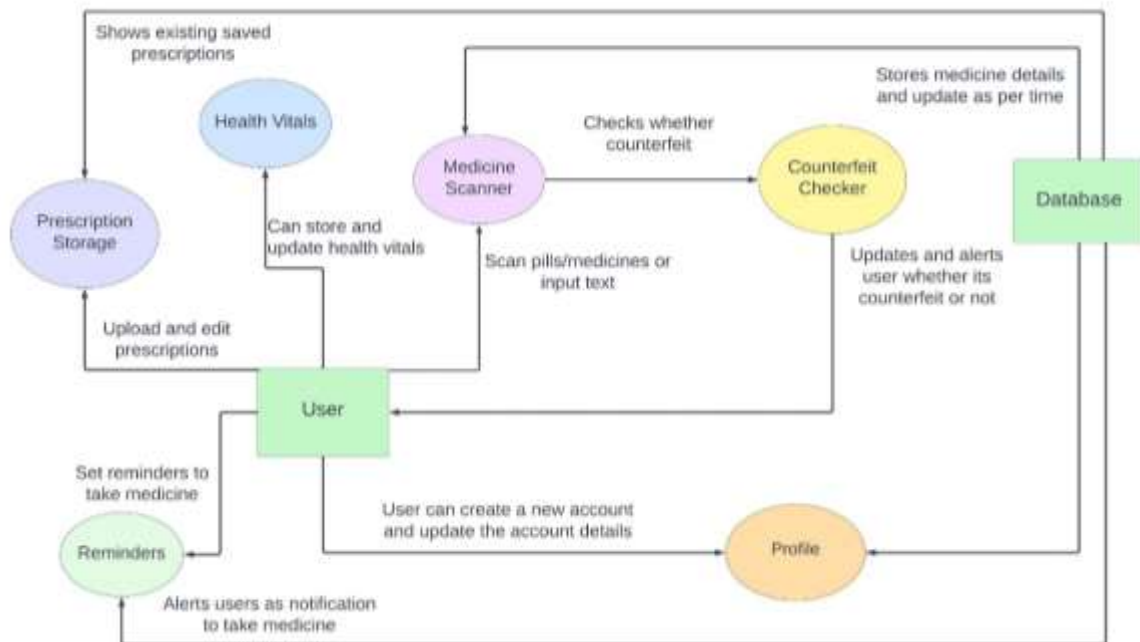 Shows existing saved
prescriptions
Health Vitals
Stores medicine details
and update as per time
Checks whether
counterfeit
Medicine
Scanner
Counterfeit
Checker
Database
Prescription
Storage
Can store and
update health vitals
Scan pills/medicines or
input text
Updates and alerts
user whether its
counterfeit or not
Upload and edit
prescriptions
User
Set reminders to
take medicine
User can create a new account
and update the account details
Reminders
Profile
Alerts users as notification
to take medicine